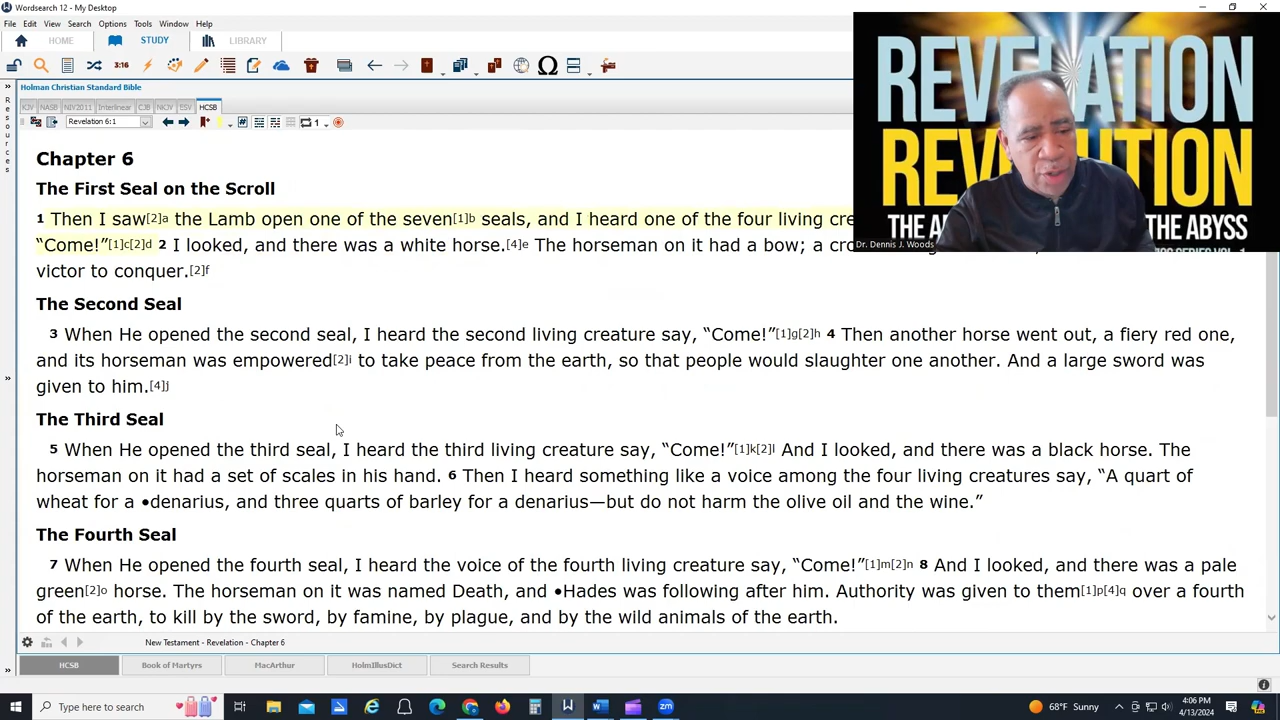 Wordsearch 12 - My Desktop
File Edit View Search Options Tools Window Help
HOME STUDY LIBRARY
3:16
Holman Christian Standard Bible
KJV NASB NIV2011 Interlinear CJB NKJV ESV HCSB
Revelation 6:1
1
Resources
Chapter 6
The First Seal on the Scroll
1 Then I saw[2]a the Lamb open one of the seven[1]b seals, and I heard one of the four living
“Come!”[1]c[2]d 2 I looked, and there was a white horse.[4]e The horseman on it had a bow; a
victor to conquer.[2]f
The Second Seal
3 When He opened the second seal, I heard the second living creature say, “Come!”[1]g[2]h 4 Then another horse went out, a fiery red one,
and its horseman was empowered[2]i to take peace from the earth, so that people would slaughter one another. And a large sword was
given to him.[4]j
The Third Seal
5 When He opened the third seal, I heard the third living creature say, “Come!”[1]k[2]l And I looked, and there was a black horse. The
horseman on it had a set of scales in his hand. 6 Then I heard something like a voice among the four living creatures say, “A quart of
wheat for a •denarius, and three quarts of barley for a denarius—but do not harm the olive oil and the wine.”
The Fourth Seal
7 When He opened the fourth seal, I heard the voice of the fourth living creature say, “Come!”[1]m[2]n 8 And I looked, and there was a pale
green[2]o horse. The horseman on it was named Death, and •Hades was following after him. Authority was given to them[1]p[4]q over a fourth
of the earth, to kill by the sword, by famine, by plague, and by the wild animals of the earth.
New Testament - Revelation - Chapter 6
HCSB Book of Martyrs MacArthur HolmIllusDict Search Results
REVELATION
THE ABYSS
Dr. Dennis J. Woods
Type here to search
68°F Sunny
4:06 PM
4/13/2024